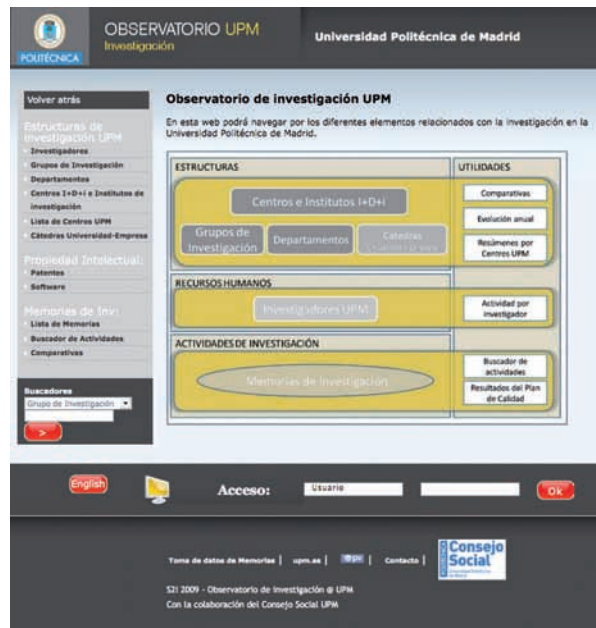 POLITÉCNICA
OBSERVATORIO UPM
Investigación
Universidad Politécnica de Madrid
Volver atrás
Estructuras de
investigación UPM
Investigadores
Grupos de Investigación
Departamentos
Centros I+D+i e Institutos de
investigación
Lista de Centros UPM
Cátedras Universidad-Empresa
Propiedad Intelectual:
Patentes
Software
Memorias de Inv:
Lista de Memorias
Buscador de Actividades
Comparativas
Buscadores
Grupo de Investigación
>
Observatorio de investigación UPM
En esta web podrá navegar por los diferentes elementos relacionados con la investigación en la
Universidad Politécnica de Madrid.
ESTRUCTURAS
Centros e Institutos I+D+i
Grupos de
Investigación
Departamentos
Cátedras
UTILIDADES
Comparativas
Evolución anual
Resúmenes por
Centros UPM
RECURSOS HUMANOS
Investigadores UPM
Actividad por
investigador
ACTIVIDADES DE INVESTIGACIÓN
Memorias de Investigación
Buscador de
actividades
Resultados del Plan
de Calidad
English
Acceso:
Usuario
Ok
Toma de datos de Memorias | upm.es | | Contacto |
Consejo
Social
S2i 2009 - Observatorio de Investigación @ UPM
Con la colaboración del Consejo Social UPM